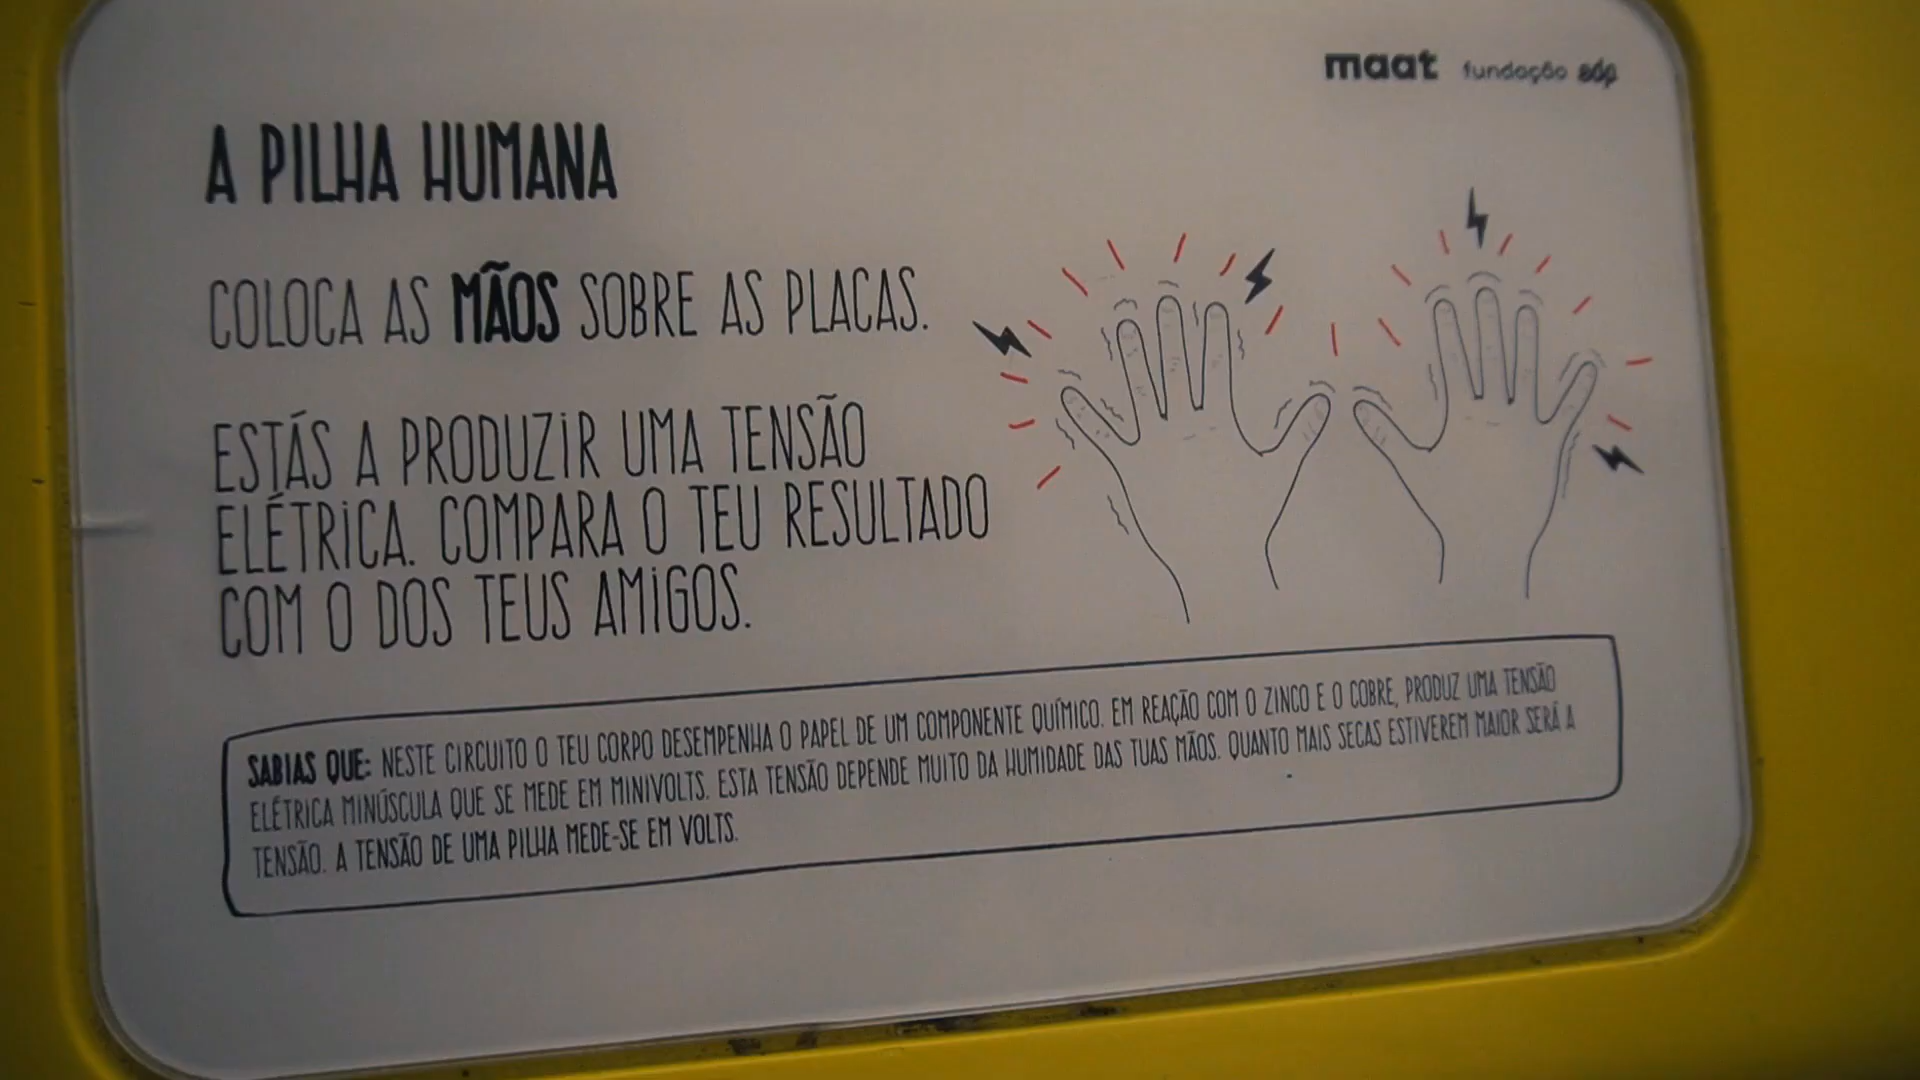 maat fundação edp
A PILHA HUMANA
COLOCA AS MÃOS SOBRE AS PLACAS.
ESTÁS A PRODUZIR UMA TENSÃO
ELÉTRICA. COMPARA O TEU RESULTADO
COM O DOS TEUS AMIGOS.
SABIAS QUE: NESTE CIRCUITO O TEU CORPO DESEMPENHA O PAPEL DE UM COMPONENTE QUÍMICO. EM REAÇÃO COM O ZINCO E O COBRE, PRODUZ UMA TENSÃO
ELÉTRICA MINÚSCULA QUE SE MEDE EM MINIVOLTS. ESTA TENSÃO DEPENDE MUITO DA HUMIDADE DAS TUAS MÃOS. QUANTO MAIS SECAS ESTIVEREM MAIOR SERÁ A
TENSÃO. A TENSÃO DE UMA PILHA MEDE-SE EM VOLTS.